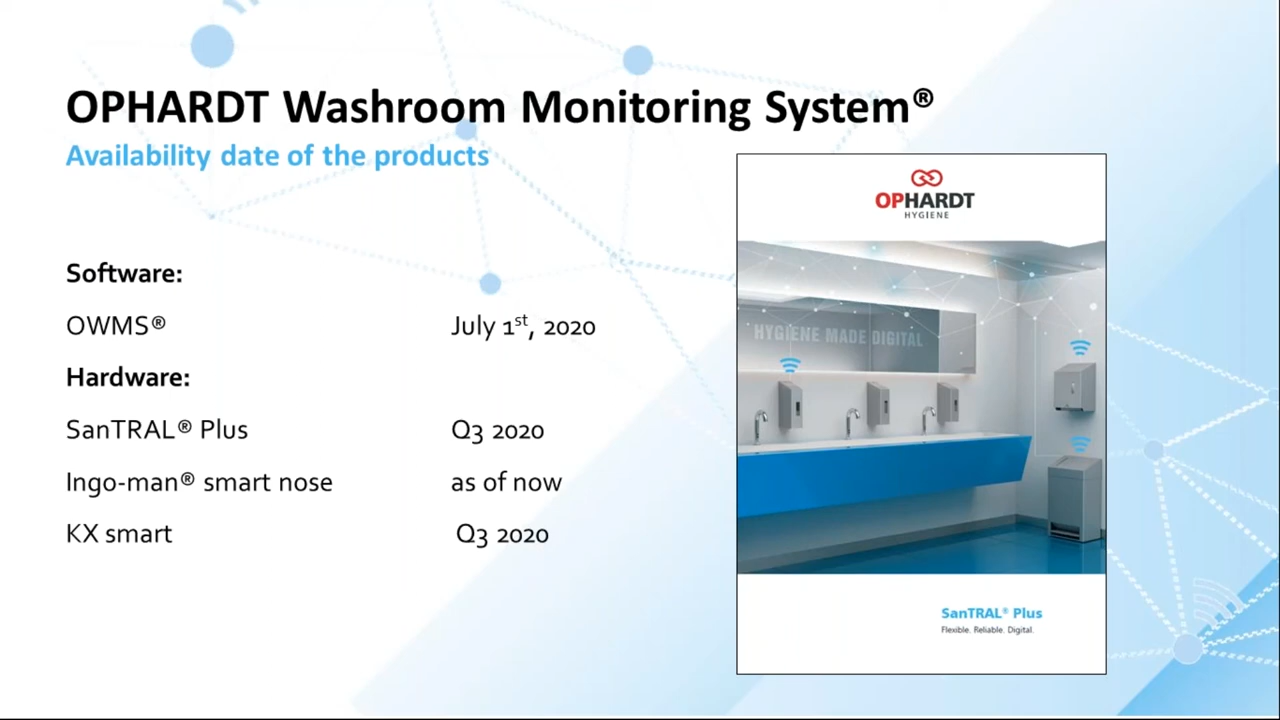 OPHARDT Washroom Monitoring System®
Availability date of the products
Software:
OWMS® July 1st, 2020
Hardware:
SanTRAL® Plus Q3 2020
Ingo-man® smart nose as of now
KX smart Q3 2020
OPHARDT
HYGIENE
HYGIENE MADE DIGITAL
SanTRAL® Plus
Flexible. Reliable. Digital.